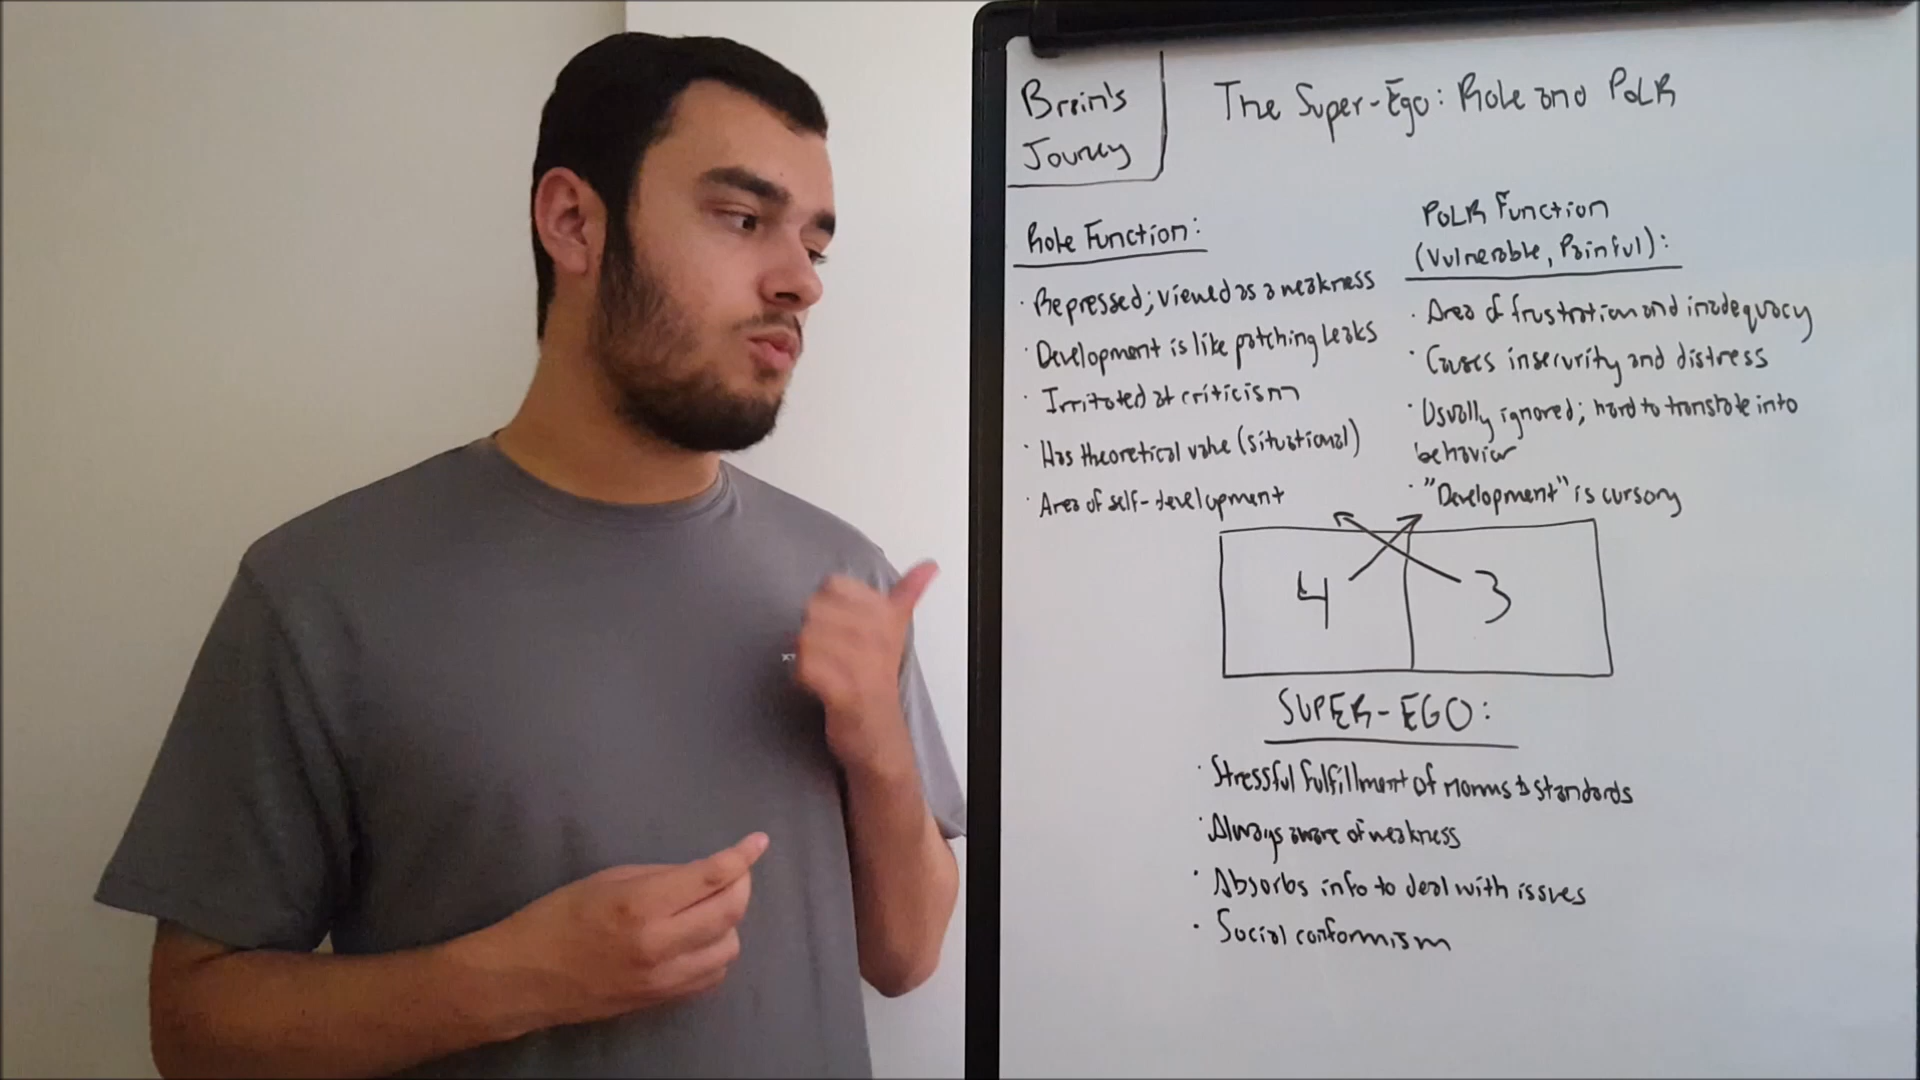 Brain's
Journey
The Super-Ego: Role and PoLR
Role Function:
· Repressed; viewed as a weakness
· Development is like patching leaks
· Irritated at criticism
· Has theoretical value (situational)
· Area of self-development
PoLR Function
(Vulnerable, Painful):
· Area of frustration and inadequacy
· Causes insecurity and distress
· Usually ignored; hard to translate into
behavior
· "Development" is cursory
4
3
SUPER-EGO:
· Stressful fulfillment of norms & standards
· Always aware of weakness
· Absorbs info to deal with issues
· Social conformism